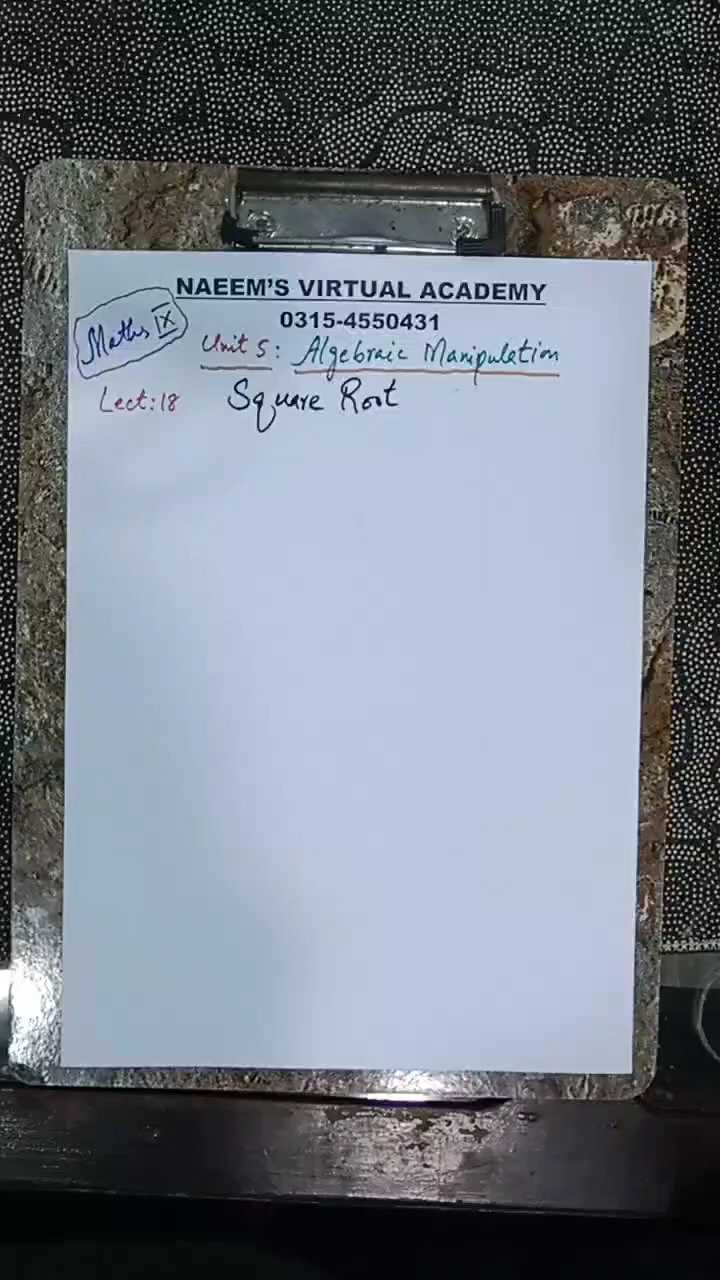 NAEEM'S VIRTUAL ACADEMY
0315-4550431
Maths IX
Unit 5: Algebraic Manipulation
Lect:18 Square Root